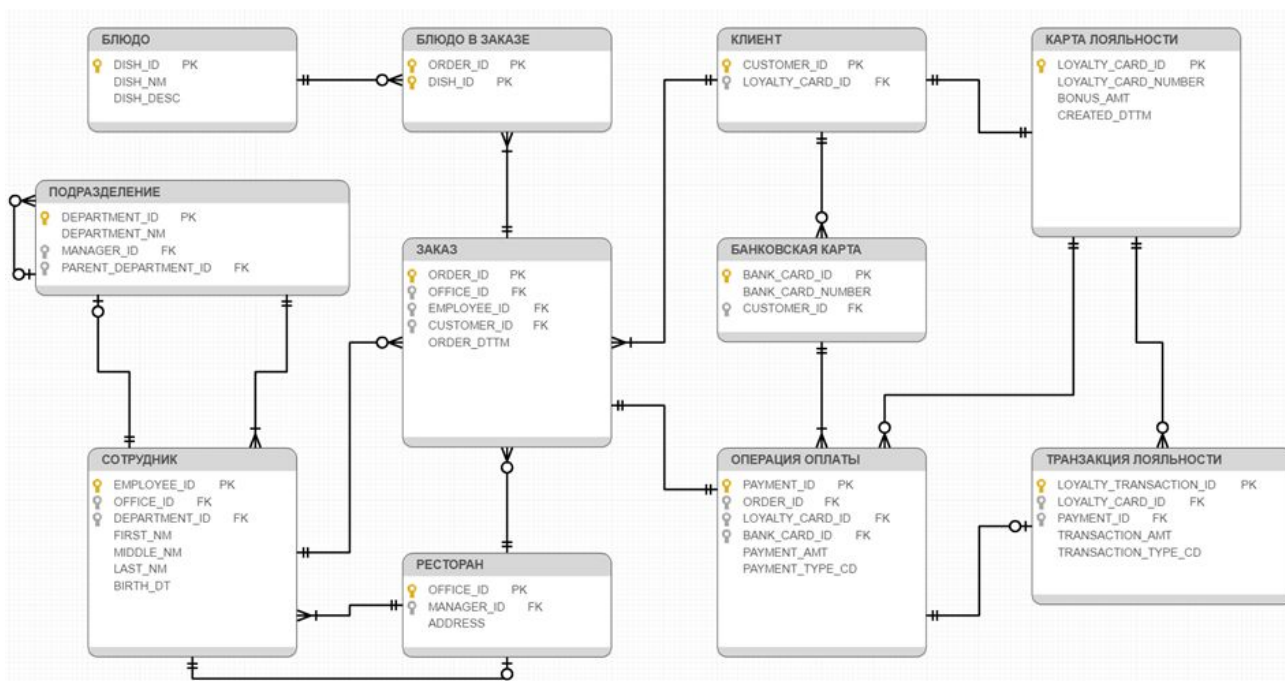 БЛЮДО
DISH_ID PK
DISH_NM
DISH_DESC
БЛЮДО В ЗАКАЗЕ
ORDER_ID PK
DISH_ID PK
КЛИЕНТ
CUSTOMER_ID PK
LOYALTY_CARD_ID FK
КАРТА ЛОЯЛЬНОСТИ
LOYALTY_CARD_ID PK
LOYALTY_CARD_NUMBER
BONUS_AMT
CREATED_DTTM
ПОДРАЗДЕЛЕНИЕ
DEPARTMENT_ID PK
DEPARTMENT_NM
MANAGER_ID FK
PARENT_DEPARTMENT_ID FK
ЗАКАЗ
ORDER_ID PK
OFFICE_ID FK
EMPLOYEE_ID FK
CUSTOMER_ID FK
ORDER_DTTM
БАНКОВСКАЯ КАРТА
BANK_CARD_ID PK
BANK_CARD_NUMBER
CUSTOMER_ID FK
СОТРУДНИК
EMPLOYEE_ID PK
OFFICE_ID FK
DEPARTMENT_ID FK
FIRST_NM
MIDDLE_NM
LAST_NM
BIRTH_DT
РЕСТОРАН
OFFICE_ID PK
MANAGER_ID FK
ADDRESS
ОПЕРАЦИЯ ОПЛАТЫ
PAYMENT_ID PK
ORDER_ID FK
LOYALTY_CARD_ID FK
BANK_CARD_ID FK
PAYMENT_AMT
PAYMENT_TYPE_CD
ТРАНЗАКЦИЯ ЛОЯЛЬНОСТИ
LOYALTY_TRANSACTION_ID PK
LOYALTY_CARD_ID FK
PAYMENT_ID FK
TRANSACTION_AMT
TRANSACTION_TYPE_CD